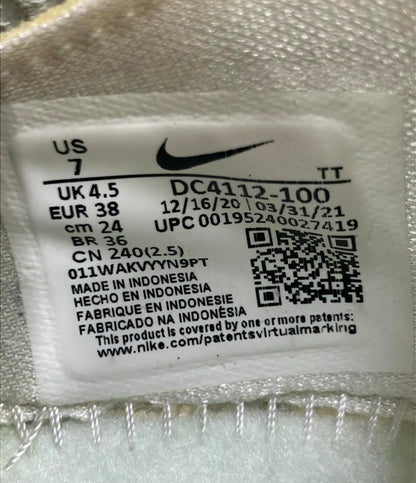 US
7
TT
UK 4.5
DC4112-100
EUR 38
12/16/20 03/31/21
cm 24
UPC 00195240027419
BR 36
CN 240(2.5)
011WAKVYYN9PT
MADE IN INDONESIA
HECHO EN INDONESIA
FABRIQUE EN INDONESIE
FABRICADO NA INDONÉSIA
This product is covered by one or more patents:
www.nike.com/patentsvirtualmarking